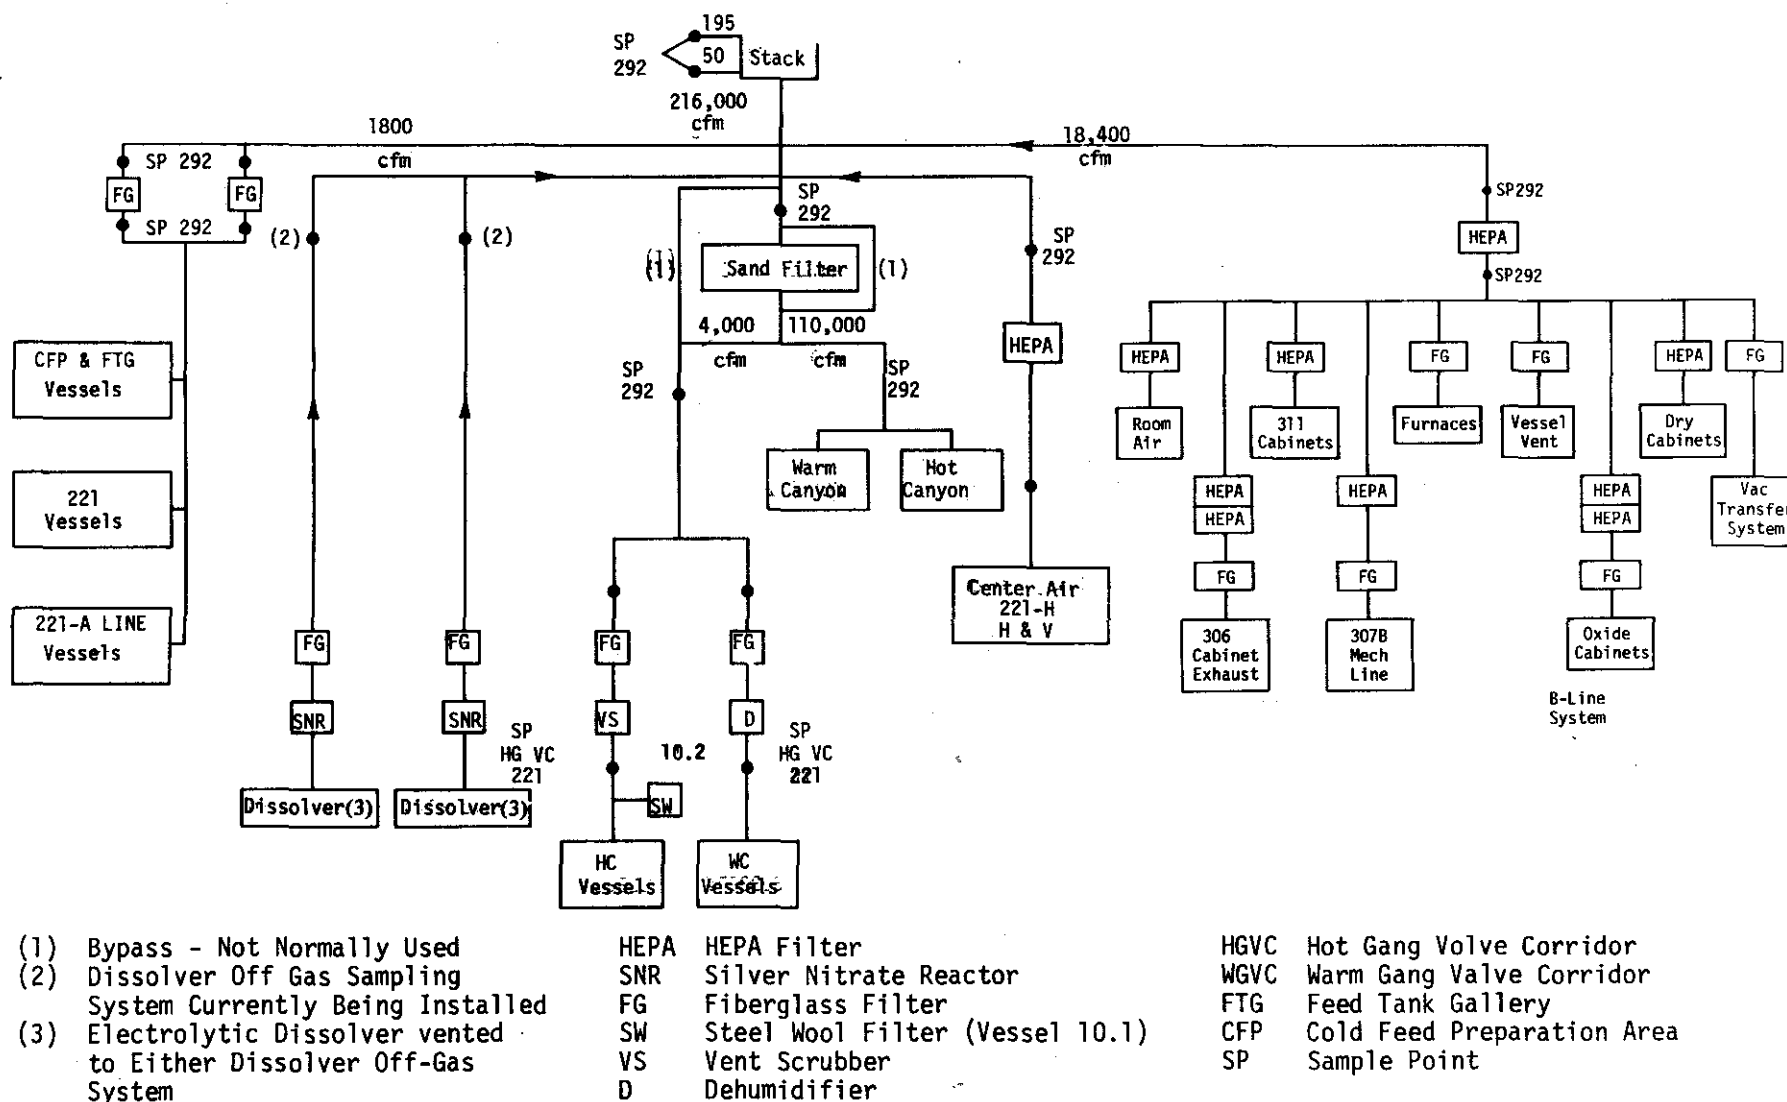 195
SP
292
50
Stack
216,000
cfm
1800
cfm
18,400
cfm
SP 292
FG
FG
SP 292
(2)
(2)
SP
292
SP
292
SP292
HEPA
SP292
(1)
Sand Filter
(1)
4,000
cfm
110,000
cfm
HEPA
SP
292
SP
292
CFP & FTG
Vessels
221
Vessels
221-A LINE
Vessels
HEPA
HEPA
FG
FG
HEPA
FG
Room
Air
311
Cabinets
Furnaces
Vessel
Vent
Dry
Cabinets
Warm
Canyon
Hot
Canyon
HEPA
HEPA
HEPA
HEPA
HEPA
Vac
Transfer
System
FG
FG
FG
Center Air
221-H
H & V
306
Cabinet
Exhaust
307B
Mech
Line
Oxide
Cabinets
B-Line
System
FG
FG
FG
FG
SNR
SNR
VS
D
SP
HG VC
221
10.2
SP
HG VC
221
SW
Dissolver(3)
Dissolver(3)
HC
Vessels
WC
Vessels
(1) Bypass - Not Normally Used
(2) Dissolver Off Gas Sampling
System Currently Being Installed
(3) Electrolytic Dissolver vented
to Either Dissolver Off-Gas
System
HEPA HEPA Filter
SNR Silver Nitrate Reactor
FG Fiberglass Filter
SW Steel Wool Filter (Vessel 10.1)
VS Vent Scrubber
D Dehumidifier
HGVC Hot Gang Volve Corridor
WGVC Warm Gang Valve Corridor
FTG Feed Tank Gallery
CFP Cold Feed Preparation Area
SP Sample Point